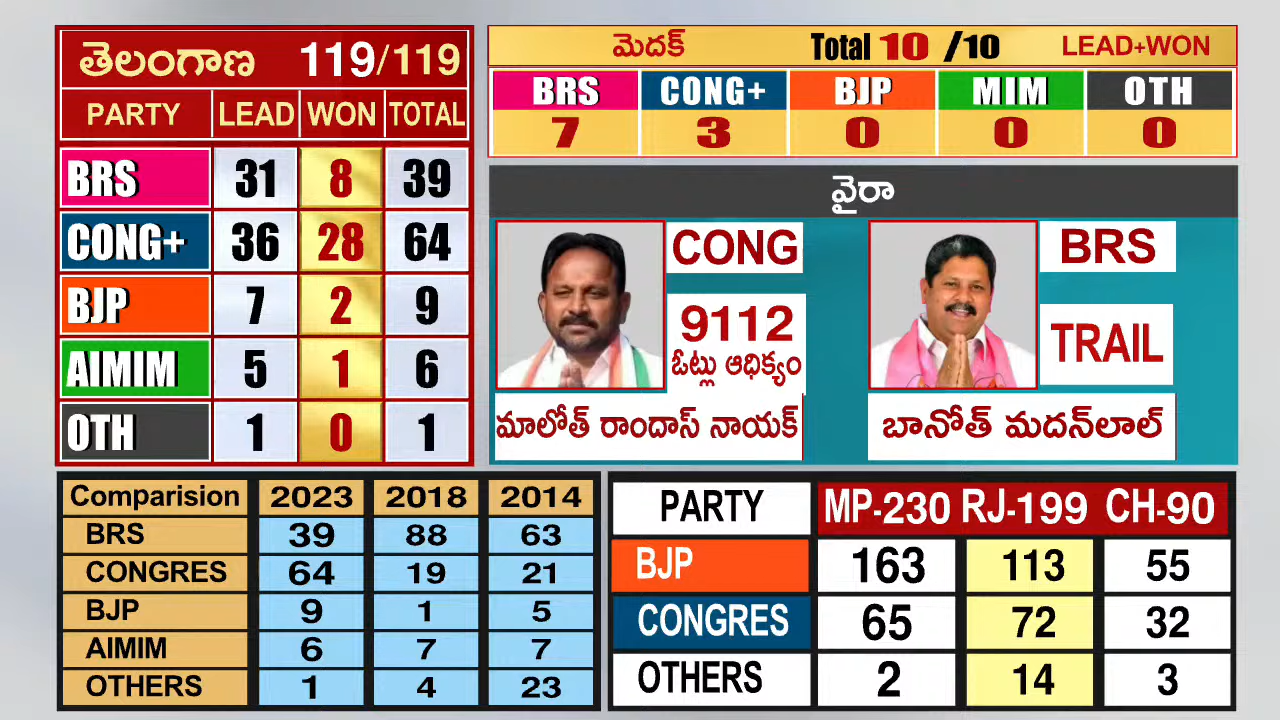 తెలంగాణ 119/119
PARTY LEAD WON TOTAL
BRS 31 8 39
CONG+ 36 28 64
BJP 7 2 9
AIMIM 5 1 6
OTH 1 0 1
మెదక్ Total 10 /10 LEAD+WON
BRS CONG+ BJP MIM OTH
7 3 0 0 0
వైరా
CONG
9112
ఓట్లు ఆధిక్యం
మాలోత్ రాందాస్ నాయక్
BRS
TRAIL
బానోత్ మదన్‌లాల్
Comparision 2023 2018 2014
BRS 39 88 63
CONGRES 64 19 21
BJP 9 1 5
AIMIM 6 7 7
OTHERS 1 4 23
PARTY MP-230 RJ-199 CH-90
BJP 163 113 55
CONGRES 65 72 32
OTHERS 2 14 3